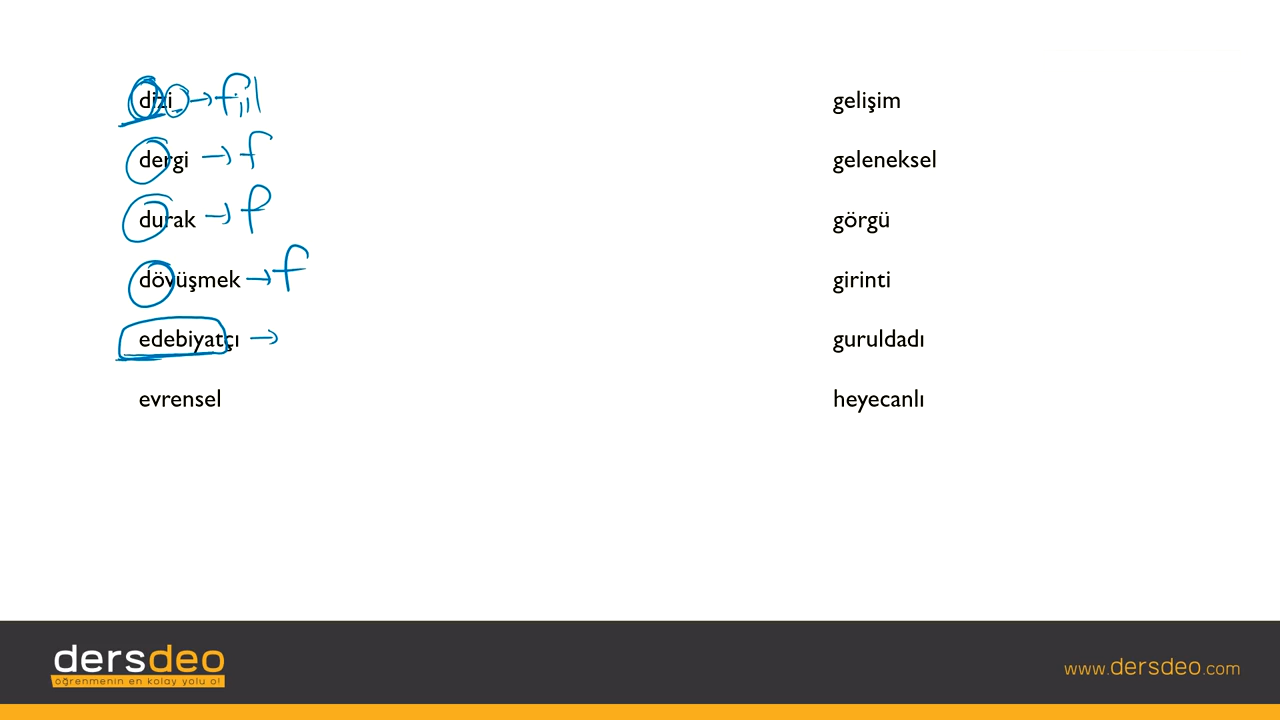 dizi → fiil
dergi → f
durak → f
dövüşmek → f
edebiyatçı →
evrensel
gelişim
geleneksel
görgü
girinti
guruldadı
heyecanlı
dersdeo
öğrenmenin en kolay yolu o!
www.dersdeo.com